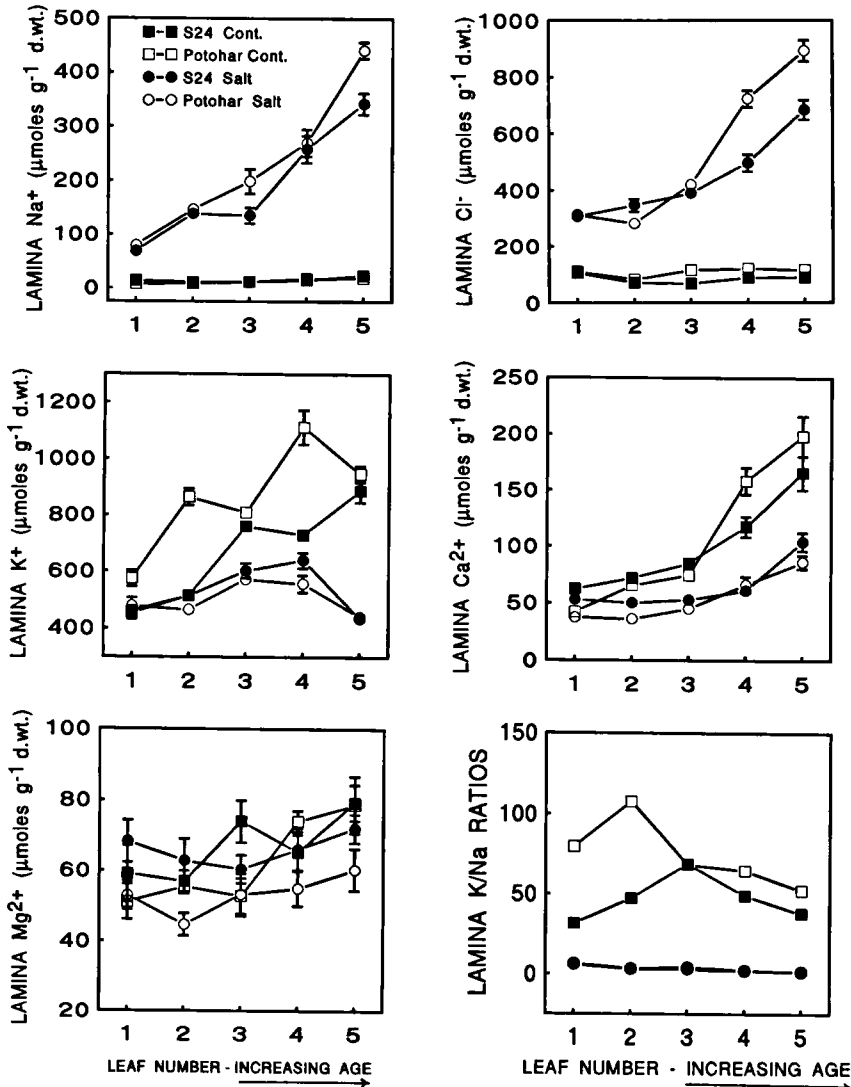 500
400
300
200
100
0
LAMINA Na+ (μmoles g-1 d.wt.)
S24 Cont.
Potohar Cont.
S24 Salt
Potohar Salt
1 2 3 4 5
1000
800
600
400
200
0
LAMINA Cl- (μmoles g-1 d.wt.)
1 2 3 4 5
1200
1000
800
600
400
LAMINA K+ (μmoles g-1 d.wt.)
1 2 3 4 5
250
200
150
100
50
0
LAMINA Ca2+ (μmoles g-1 d.wt.)
1 2 3 4 5
100
80
60
40
20
LAMINA Mg2+ (μmoles g-1 d.wt.)
1 2 3 4 5
LEAF NUMBER - INCREASING AGE
150
100
50
0
LAMINA K/Na RATIOS
1 2 3 4 5
LEAF NUMBER - INCREASING AGE